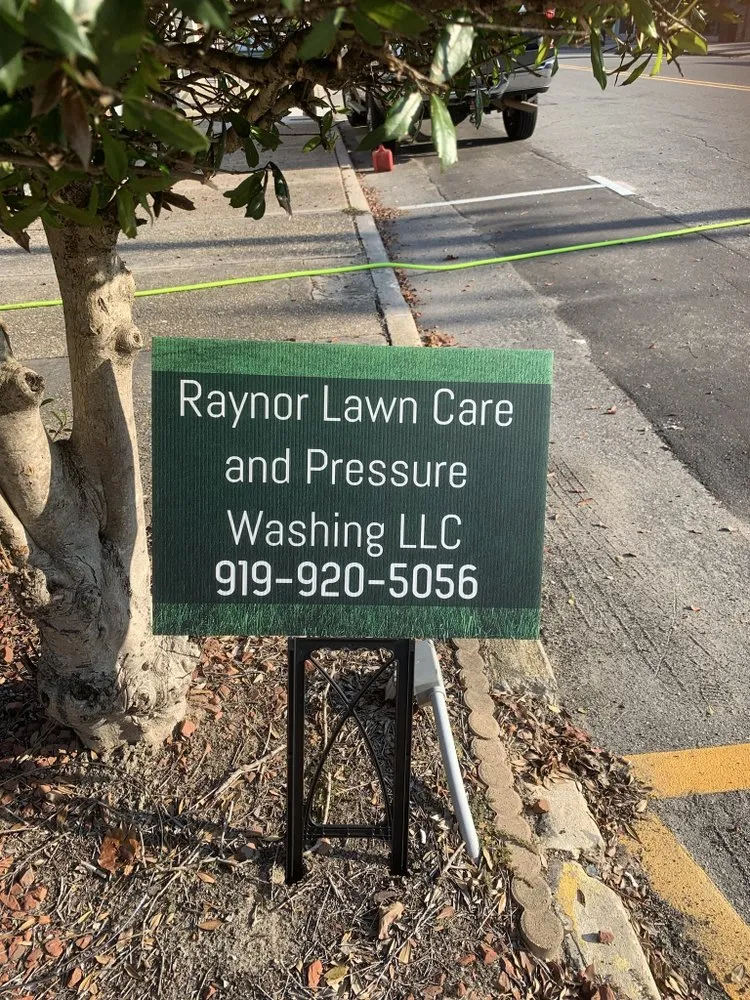 Raynor Lawn Care
and Pressure
Washing LLC
919-920-5056